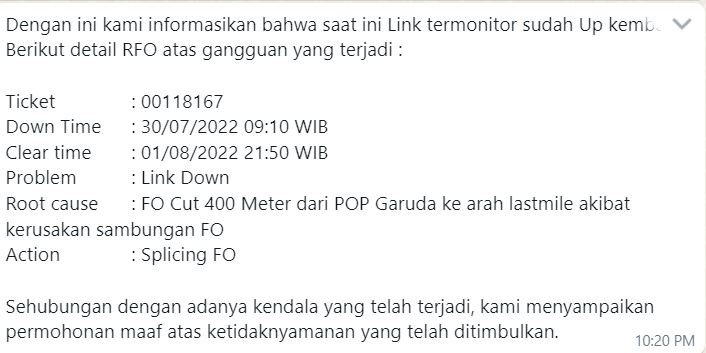 Dengan ini kami informasikan bahwa saat ini Link termonitor sudah Up
Berikut detail RFO atas gangguan yang terjadi :
Ticket : 00118167
Down Time : 30/07/2022 09:10 WIB
Clear time : 01/08/2022 21:50 WIB
Problem : Link Down
Root cause : FO Cut 400 Meter dari POP Garuda ke arah lastmile akibat
kerusakan sambungan FO
Action : Splicing FO
Sehubungan dengan adanya kendala yang telah terjadi, kami menyampaikan
permohonan maaf atas ketidaknyamanan yang telah ditimbulkan.
10:20 PM